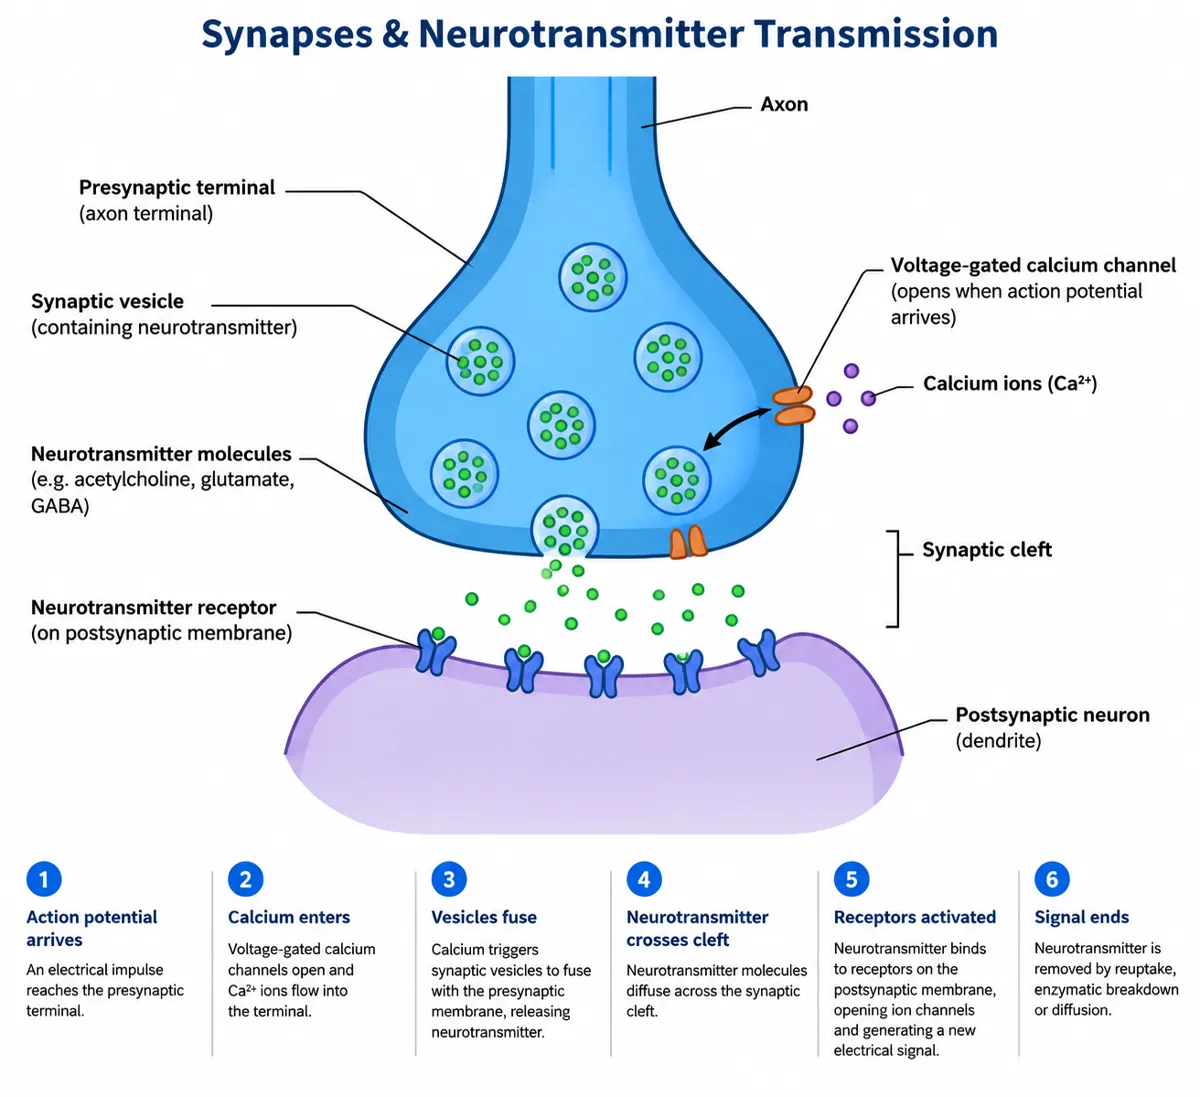 Synapses & Neurotransmitter Transmission
Axon
Presynaptic terminal
(axon terminal)
Synaptic vesicle
(containing neurotransmitter)
Voltage-gated calcium channel
(opens when action potential
arrives)
Calcium ions (Ca²⁺)
Neurotransmitter molecules
(e.g. acetylcholine, glutamate,
GABA)
Synaptic cleft
Neurotransmitter receptor
(on postsynaptic membrane)
Postsynaptic neuron
(dendrite)
1
Action potential
arrives
An electrical impulse
reaches the presynaptic
terminal.
2
Calcium enters
Voltage-gated calcium
channels open and
Ca²⁺ ions flow into
the terminal.
3
Vesicles fuse
Calcium triggers
synaptic vesicles to fuse
with the presynaptic
membrane, releasing
neurotransmitter.
4
Neurotransmitter
crosses cleft
Neurotransmitter molecules
diffuse across the synaptic
cleft.
5
Receptors activated
Neurotransmitter binds
to receptors on the
postsynaptic membrane,
opening ion channels
and generating a new
electrical signal.
6
Signal ends
Neurotransmitter is
removed by reuptake,
enzymatic breakdown
or diffusion.